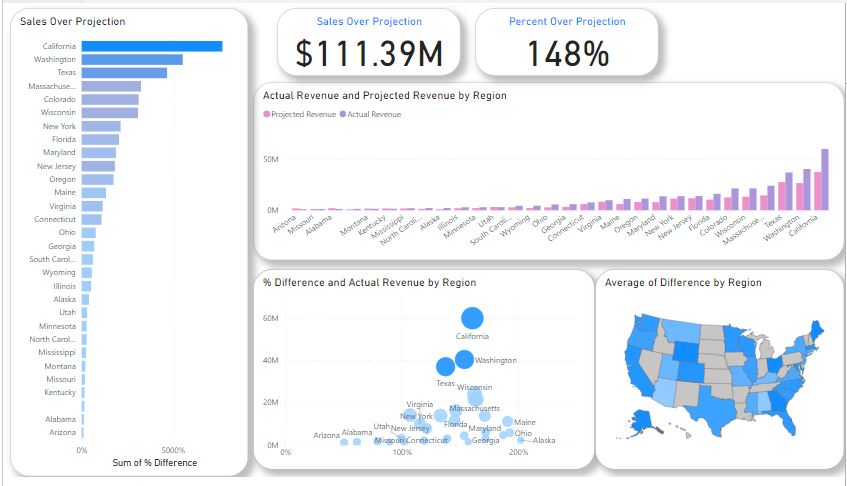 Sales Over Projection
California
Washington
Texas
Massachuse...
Colorado
Wisconsin
New York
Florida
Maryland
New Jersey
Oregon
Maine
Virginia
Connecticut
Ohio
Georgia
South Carol...
Wyoming
Illinois
Alaska
Utah
Minnesota
North Carol...
Mississippi
Montana
Missouri
Kentucky
Alabama
Arizona
0% 5000%
Sum of % Difference
Sales Over Projection
$111.39M
Percent Over Projection
148%
Actual Revenue and Projected Revenue by Region
Projected Revenue Actual Revenue
50M
0M
Arizona Missouri Alabama Montana Kentucky Mississippi North Caroli... Alaska Illinois Minnesota Utah South Caroli... Wyoming Ohio Georgia Connecticut Virginia Maine Oregon Maryland New York New Jersey Florida Colorado Wisconsin Massachuse... Texas Washington California
% Difference and Actual Revenue by Region
60M
California
40M
Washington
Texas
Wisconsin
20M
Virginia
Massachusetts
New York
Maine
Utah
New Jersey
Florida
Maryland
Ohio
Arizona
Alabama
Missouri
Connecticut
Georgia
Alaska
0M
0% 100% 200%
Average of Difference by Region